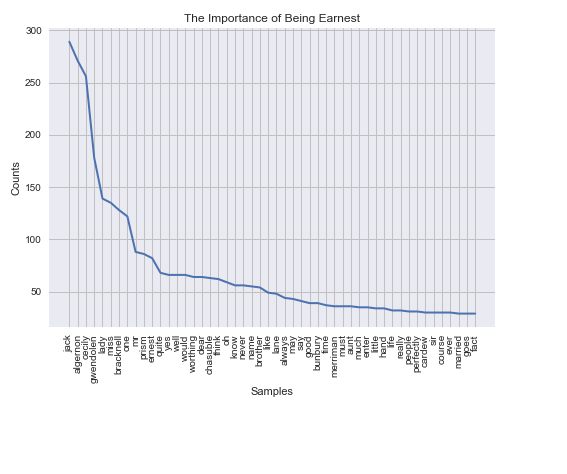 The Importance of Being Earnest
300
250
200
150
100
50
Counts
jack
algernon
cecily
gwendolen
lady
miss
bracknell
one
mr
prism
ernest
quite
yes
well
would
worthing
dear
chasuble
think
oh
know
never
name
brother
like
lane
always
may
say
good
bunbury
time
merriman
must
aunt
much
enter
little
hand
life
really
people
perfectly
cardew
sir
course
ever
married
goes
fact
Samples